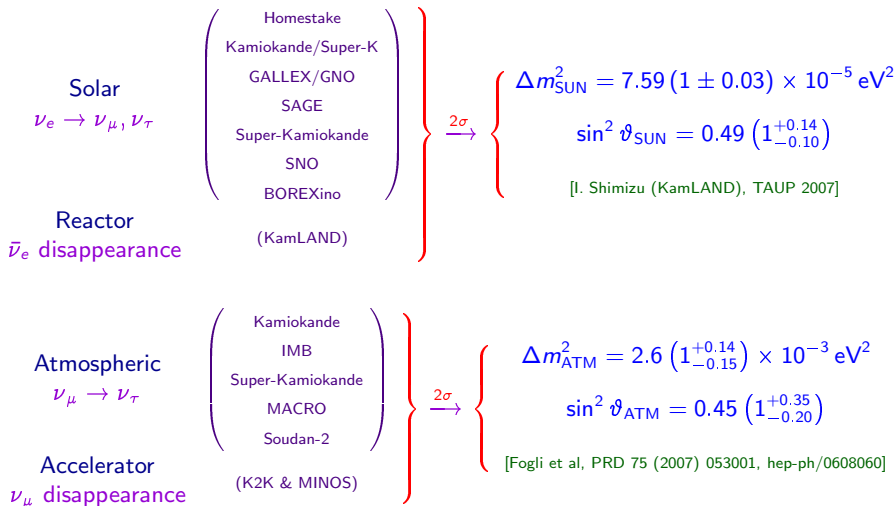 Solar
νe → νμ, ντ
Homestake
Kamiokande/Super-K
GALLEX/GNO
SAGE
Super-Kamiokande
SNO
BOREXino
Reactor
ν̄e disappearance
(KamLAND)
2σ
→
Δm²SUN = 7.59 (1 ± 0.03) × 10⁻⁵ eV²
sin² ϑSUN = 0.49 (1 +0.14 −0.10)
[I. Shimizu (KamLAND), TAUP 2007]
Atmospheric
νμ → ντ
Kamiokande
IMB
Super-Kamiokande
MACRO
Soudan-2
Accelerator
νμ disappearance
(K2K & MINOS)
2σ
→
Δm²ATM = 2.6 (1 +0.14 −0.15) × 10⁻³ eV²
sin² ϑATM = 0.45 (1 +0.35 −0.20)
[Fogli et al, PRD 75 (2007) 053001, hep-ph/0608060]